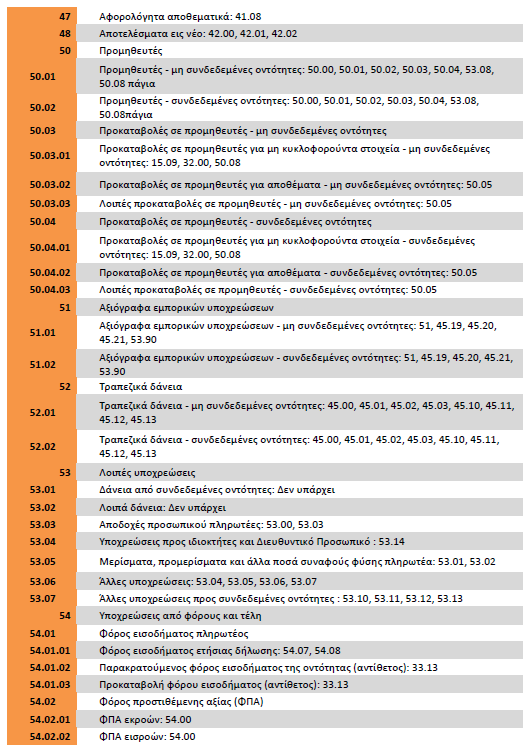 47 Αφορολόγητα αποθεματικά: 41.08
48 Αποτελέσματα εις νέο: 42.00, 42.01, 42.02
50 Προμηθευτές
50.01 Προμηθευτές - μη συνδεδεμένες οντότητες: 50.00, 50.01, 50.02, 50.03, 50.04, 53.08,
50.08 πάγια
50.02 Προμηθευτές - συνδεδεμένες οντότητες: 50.00, 50.01, 50.02, 50.03, 50.04, 53.08,
50.08πάγια
50.03 Προκαταβολές σε προμηθευτές - μη συνδεδεμένες οντότητες
50.03.01 Προκαταβολές σε προμηθευτές για μη κυκλοφορούντα στοιχεία - μη συνδεδεμένες
οντότητες: 15.09, 32.00, 50.08
50.03.02 Προκαταβολές σε προμηθευτές για αποθέματα - μη συνδεδεμένες οντότητες: 50.05
50.03.03 Λοιπές προκαταβολές σε προμηθευτές - μη συνδεδεμένες οντότητες: 50.05
50.04 Προκαταβολές σε προμηθευτές - συνδεδεμένες οντότητες
50.04.01 Προκαταβολές σε προμηθευτές για μη κυκλοφορούντα στοιχεία - συνδεδεμένες
οντότητες: 15.09, 32.00, 50.08
50.04.02 Προκαταβολές σε προμηθευτές για αποθέματα - συνδεδεμένες οντότητες: 50.05
50.04.03 Λοιπές προκαταβολές σε προμηθευτές - συνδεδεμένες οντότητες: 50.05
51 Αξιόγραφα εμπορικών υποχρεώσεων
51.01 Αξιόγραφα εμπορικών υποχρεώσεων - μη συνδεδεμένες οντότητες: 51, 45.19, 45.20,
45.21, 53.90
51.02 Αξιόγραφα εμπορικών υποχρεώσεων - συνδεδεμένες οντότητες: 51, 45.19, 45.20, 45.21,
53.90
52 Τραπεζικά δάνεια
52.01 Τραπεζικά δάνεια - μη συνδεδεμένες οντότητες: 45.00, 45.01, 45.02, 45.03, 45.10, 45.11,
45.12, 45.13
52.02 Τραπεζικά δάνεια - συνδεδεμένες οντότητες: 45.00, 45.01, 45.02, 45.03, 45.10, 45.11,
45.12, 45.13
53 Λοιπές υποχρεώσεις
53.01 Δάνεια από συνδεδεμένες οντότητες: Δεν υπάρχει
53.02 Λοιπά δάνεια: Δεν υπάρχει
53.03 Αποδοχές προσωπικού πληρωτέες: 53.00, 53.03
53.04 Υποχρεώσεις προς ιδιοκτήτες και Διευθυντικό Προσωπικό : 53.14
53.05 Μερίσματα, προμερίσματα και άλλα ποσά συναφούς φύσης πληρωτέα: 53.01, 53.02
53.06 Άλλες υποχρεώσεις: 53.04, 53.05, 53.06, 53.07
53.07 Άλλες υποχρεώσεις προς συνδεδεμένες οντότητες : 53.10, 53.11, 53.12, 53.13
54 Υποχρεώσεις από φόρους και τέλη
54.01 Φόρος εισοδήματος πληρωτέος
54.01.01 Φόρος εισοδήματος ετήσιας δήλωσης: 54.07, 54.08
54.01.02 Παρακρατούμενος φόρος εισοδήματος της οντότητας (αντίθετος): 33.13
54.01.03 Προκαταβολή φόρου εισοδήματος (αντίθετος): 33.13
54.02 Φόρος προστιθέμενης αξίας (ΦΠΑ)
54.02.01 ΦΠΑ εκροών: 54.00
54.02.02 ΦΠΑ εισροών: 54.00